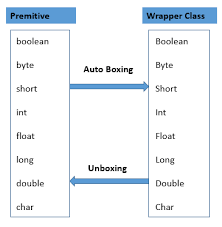 Premitive Wrapper Class
boolean Boolean
byte Byte
Auto Boxing
short Short
int Int
float Float
long Long
Unboxing
double Double
char Char